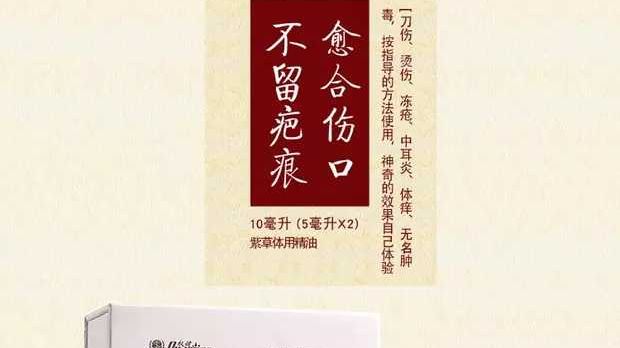 [刀伤、烫伤、冻疮、中耳炎、体痒、无名肿
毒，按指导的方法使用，神奇的效果自己体验
愈合伤口
不留疤痕
10毫升 (5毫升X2)
紫草体用精油